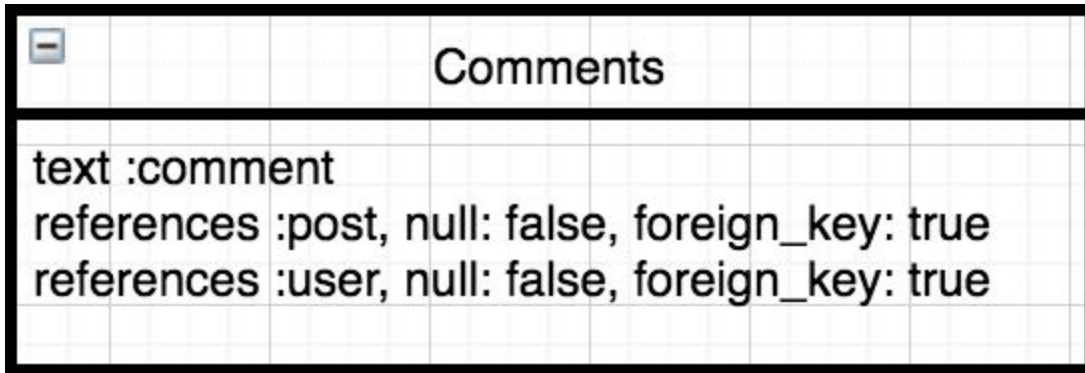 Comments
text :comment
references :post, null: false, foreign_key: true
references :user, null: false, foreign_key: true